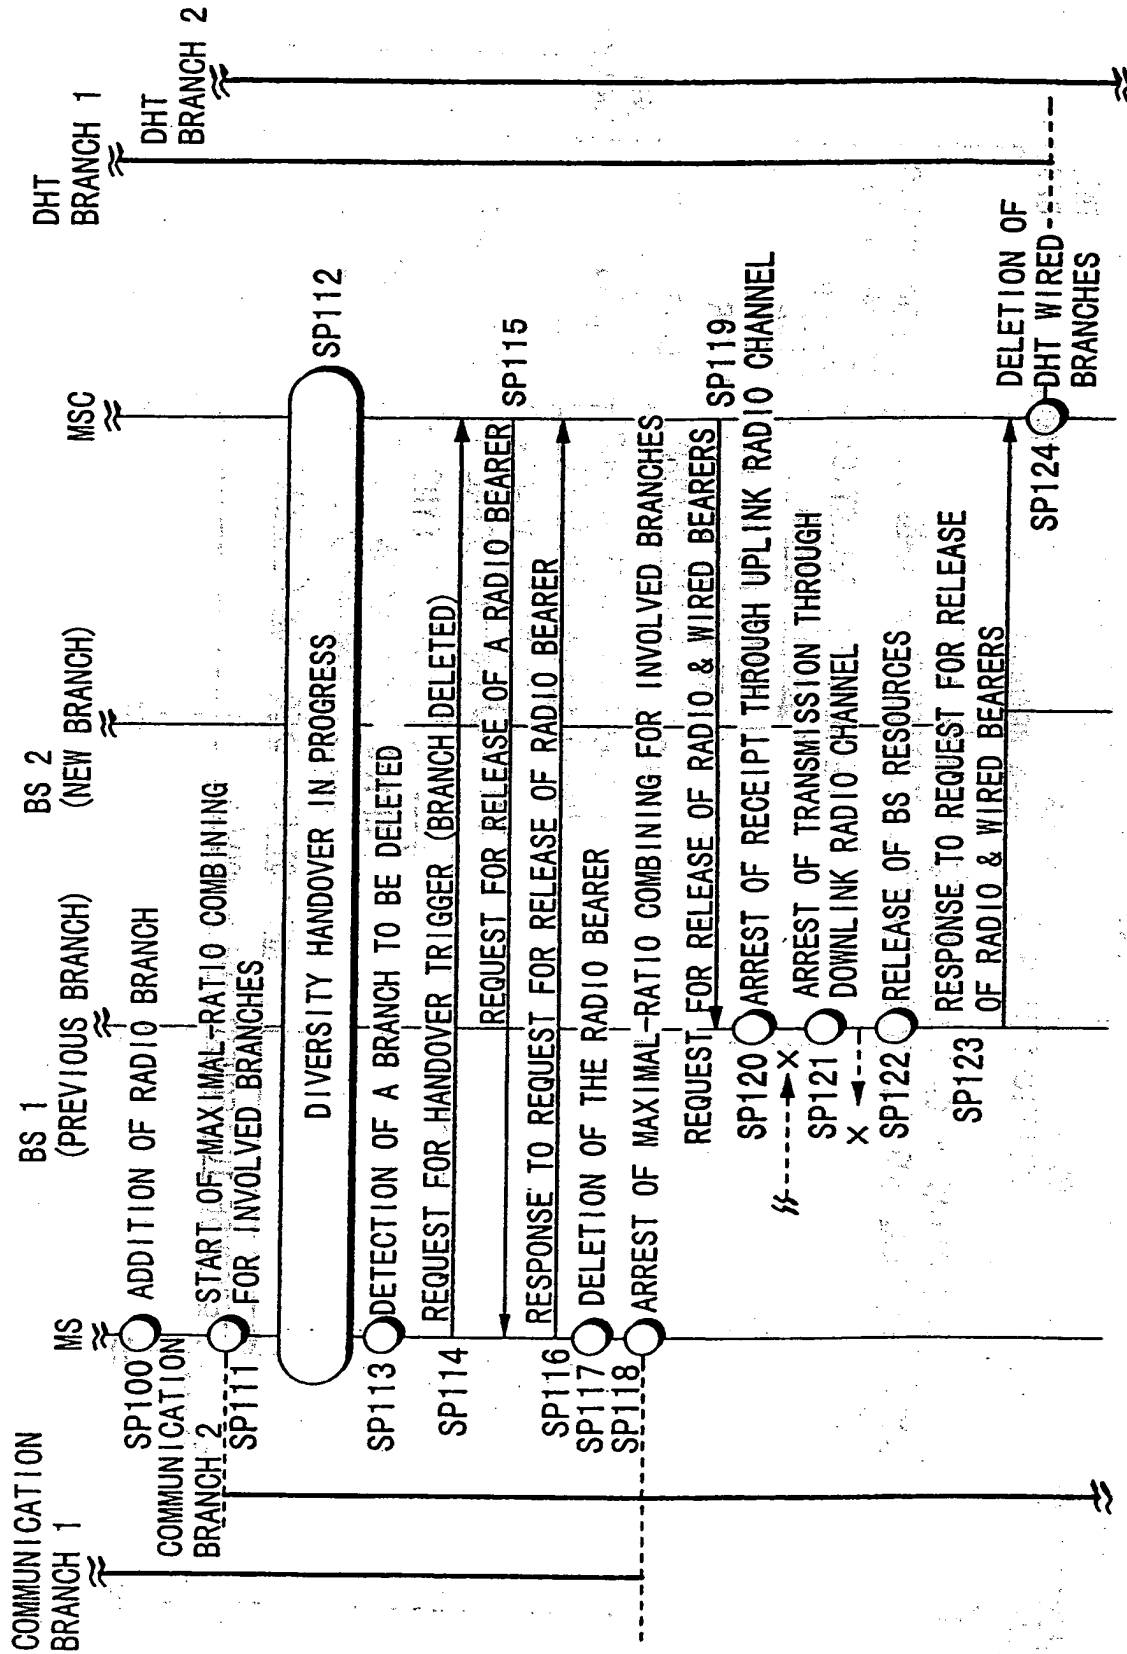 COMMUNICATION
BRANCH 1
MS
BS 1
(PREVIOUS BRANCH)
BS 2
(NEW BRANCH)
MSC
DHT
BRANCH 1
DHT
BRANCH 2
SP100
ADDITION OF RADIO BRANCH
COMMUNICATION
BRANCH 2
SP111
START OF MAXIMAL-RATIO COMBINING
FOR INVOLVED BRANCHES
DIVERSITY HANDOVER IN PROGRESS
SP112
SP113
DETECTION OF A BRANCH TO BE DELETED
SP114
REQUEST FOR HANDOVER TRIGGER (BRANCH DELETED)
REQUEST FOR RELEASE OF A RADIO BEARER
SP115
SP116
RESPONSE TO REQUEST FOR RELEASE OF RADIO BEARER
SP117
DELETION OF THE RADIO BEARER
SP118
ARREST OF MAXIMAL-RATIO COMBINING FOR INVOLVED BRANCHES
REQUEST FOR RELEASE OF RADIO & WIRED BEARERS
SP119
SP120
ARREST OF RECEIPT THROUGH UPLINK RADIO CHANNEL
X
SP121
ARREST OF TRANSMISSION THROUGH
DOWNLINK RADIO CHANNEL
X
SP122
RELEASE OF BS RESOURCES
SP123
RESPONSE TO REQUEST FOR RELEASE
OF RADIO & WIRED BEARERS
SP124
DELETION OF
DHT WIRED
BRANCHES